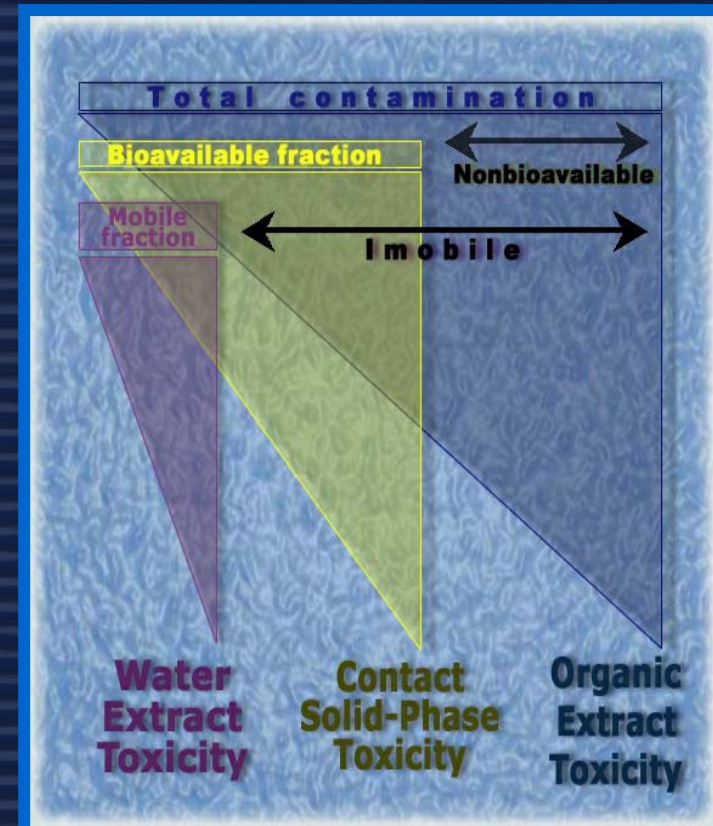 Total contamination
Bioavailable fraction
Nonbioavailable
Mobile
fraction
Imobile
Water
Extract
Toxicity
Contact
Solid-Phase
Toxicity
Organic
Extract
Toxicity